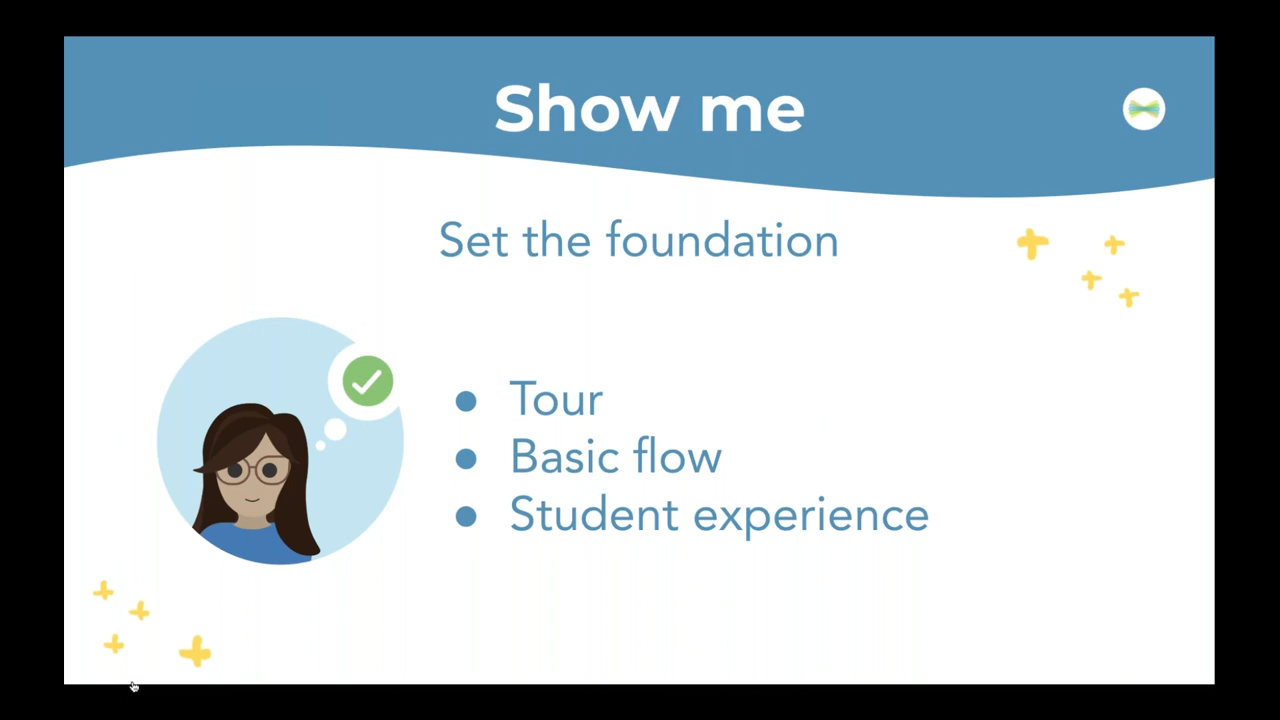 Show me
Set the foundation
● Tour
● Basic flow
● Student experience